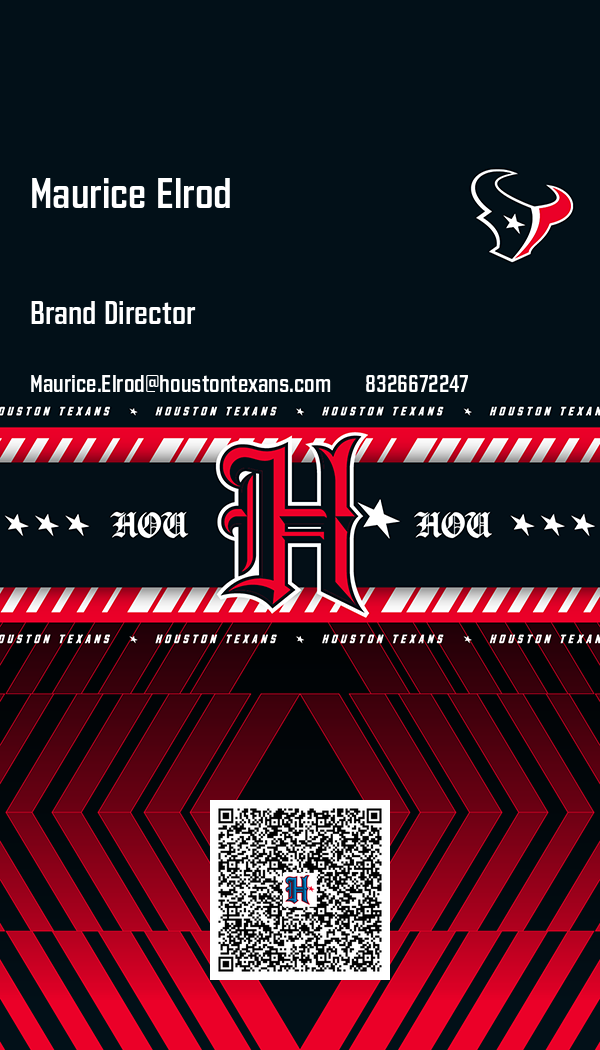 Maurice Elrod
Brand Director
Maurice.Elrod@houstontexans.com 8326672247
OUSTON TEXANS ★ HOUSTON TEXANS ★ HOUSTON TEXANS ★ HOUSTON TEXAN
★ ★ ★ HOU H★ HOU ★ ★ ★
OUSTON TEXANS ★ HOUSTON TEXANS ★ HOUSTON TEXANS ★ HOUSTON TEXAN
H